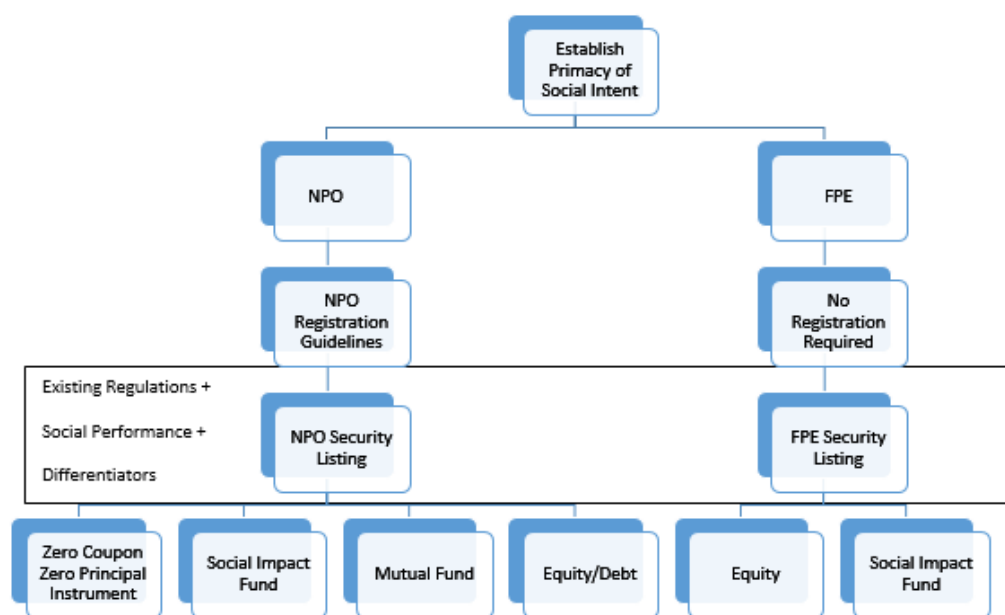 Establish
Primacy of
Social Intent
NPO
FPE
NPO
Registration
Guidelines
No
Registration
Required
Existing Regulations +
Social Performance +
Differentiators
NPO Security
Listing
FPE Security
Listing
Zero Coupon
Zero Principal
Instrument
Social Impact
Fund
Mutual Fund
Equity/Debt
Equity
Social Impact
Fund